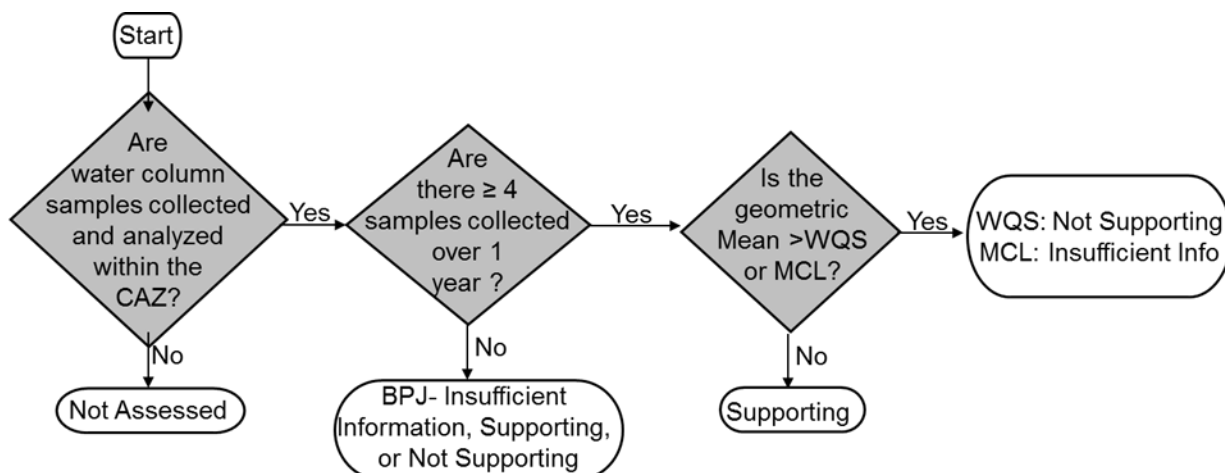 Start
Are
water column
samples collected
and analyzed
within the
CAZ?
Yes
No
Not Assessed
Are
there ≥ 4
samples collected
over 1
year ?
Yes
No
BPJ- Insufficient
Information, Supporting,
or Not Supporting
Is the
geometric
Mean >WQS
or MCL?
Yes
No
Supporting
WQS: Not Supporting
MCL: Insufficient Info